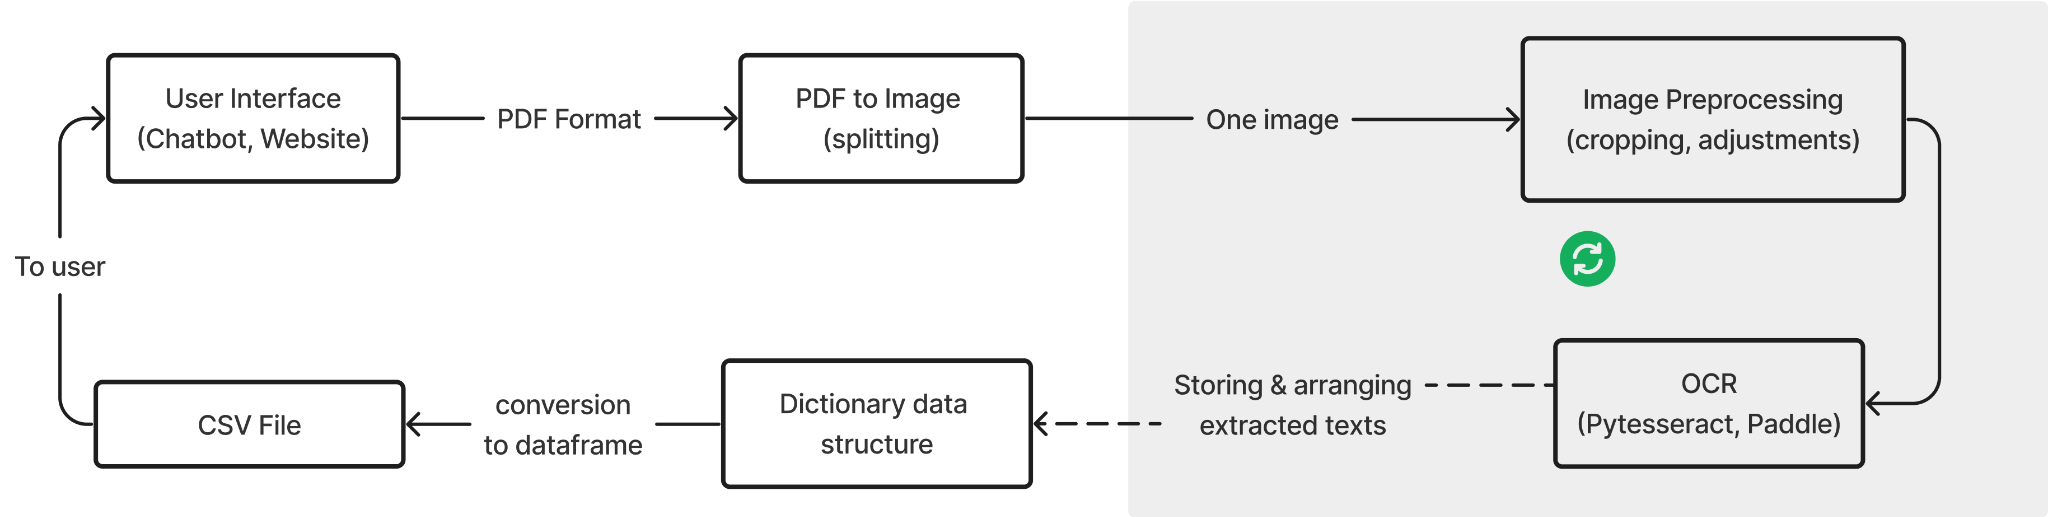 User Interface
(Chatbot, Website)
PDF Format
PDF to Image
(splitting)
One image
Image Preprocessing
(cropping, adjustments)
To user
CSV File
conversion
to dataframe
Dictionary data
structure
Storing & arranging
extracted texts
OCR
(Pytesseract, Paddle)